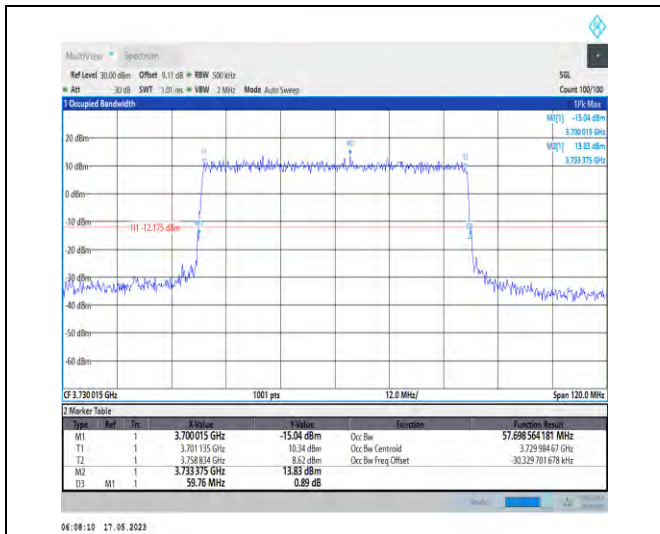 MultiView Spectrum
Ref Level 30.00 dBm Offset 9.11 dB RBW 500 kHz SGL
Att 30 dB SWT 1.01 ms VBW 2 MHz Mode Auto Sweep Count 100/100
1 Occupied Bandwidth 1Pk Max
M1[1] -15.04 dBm
3.700 015 GHz
M2[1] 13.83 dBm
3.733 375 GHz
20 dBm
10 dBm
0 dBm
-10 dBm
H1 -12.175 dBm
-20 dBm
-30 dBm
-40 dBm
-50 dBm
-60 dBm
T1
M2
T2
M1
D3
CF 3.730 015 GHz 1001 pts 12.0 MHz/ Span 120.0 MHz
2 Marker Table
Type Ref Trc X-Value Y-Value Function Function Result
M1 1 3.700 015 GHz -15.04 dBm Occ Bw 57.698 564 181 MHz
T1 1 3.701 135 GHz 10.34 dBm Occ Bw Centroid 3.729 984 67 GHz
T2 1 3.758 834 GHz 8.62 dBm Occ Bw Freq Offset -30.329 701 678 kHz
M2 1 3.733 375 GHz 13.83 dBm
D3 M1 1 59.76 MHz 0.89 dB
06:08:10 17.05.2023